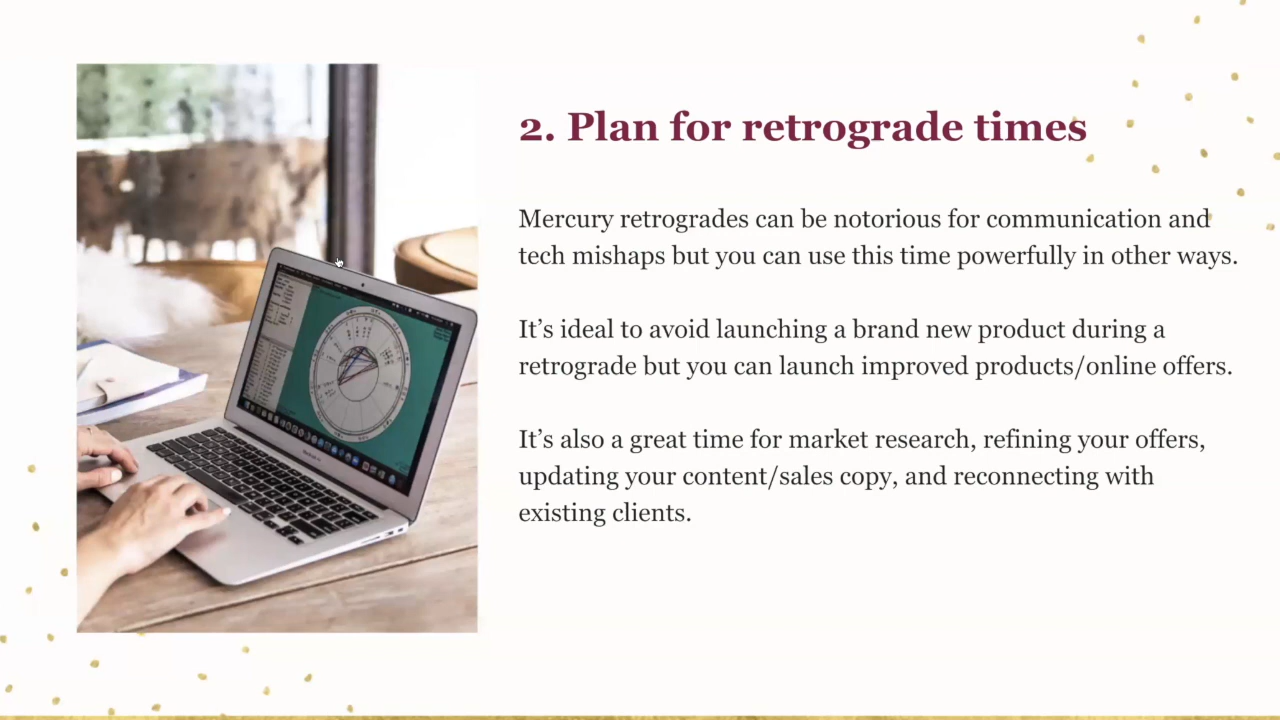 2. Plan for retrograde times
Mercury retrogrades can be notorious for communication and
tech mishaps but you can use this time powerfully in other ways.
It’s ideal to avoid launching a brand new product during a
retrograde but you can launch improved products/online offers.
It’s also a great time for market research, refining your offers,
updating your content/sales copy, and reconnecting with
existing clients.